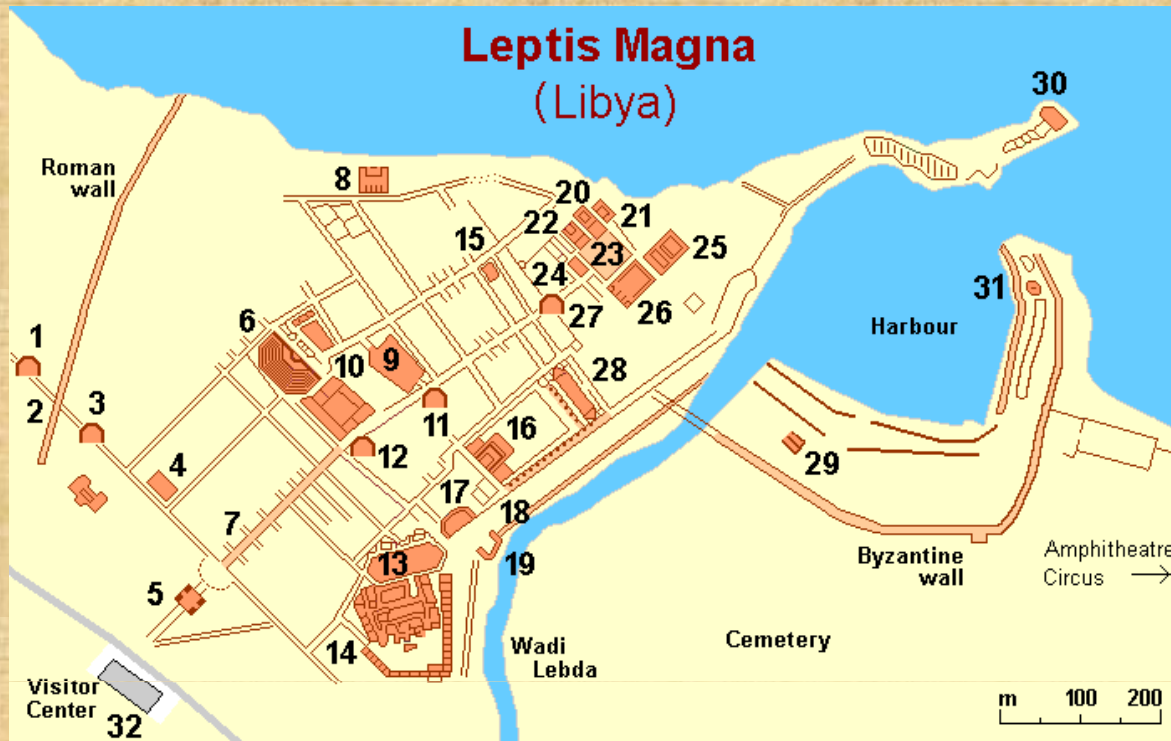 Leptis Magna
(Libya)
30
Roman
wall
8
20
21
22
15
23
25
24
31
6
27
26
Harbour
1
10
9
28
2
3
11
16
12
4
29
17
7
18
13
19
Byzantine
wall
Amphitheatre
Circus
5
14
Wadi
Lebda
Cemetery
Visitor
Center
32
m 100 200